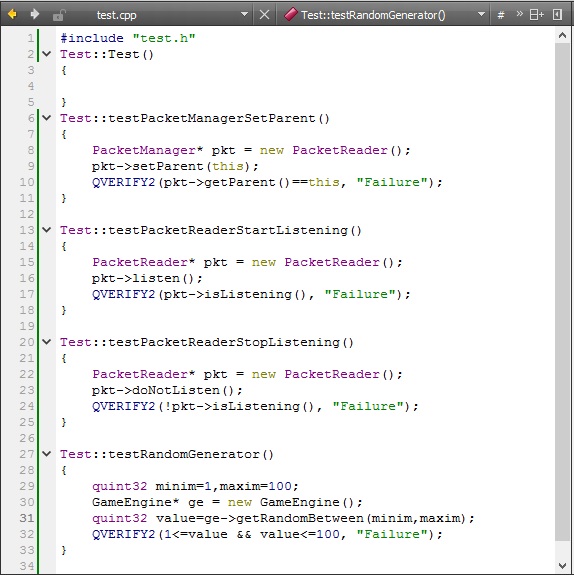 test.cpp Test::testRandomGenerator() # »
1 #include "test.h"
2 Test::Test()
3 {
4
5 }
6 Test::testPacketManagerSetParent()
7 {
8 PacketManager* pkt = new PacketReader();
9 pkt->setParent(this);
10 QVERIFY2(pkt->getParent()==this, "Failure");
11 }
12
13 Test::testPacketReaderStartListening()
14 {
15 PacketReader* pkt = new PacketReader();
16 pkt->listen();
17 QVERIFY2(pkt->isListening(), "Failure");
18 }
19
20 Test::testPacketReaderStopListening()
21 {
22 PacketReader* pkt = new PacketReader();
23 pkt->doNotListen();
24 QVERIFY2(!pkt->isListening(), "Failure");
25 }
26
27 Test::testRandomGenerator()
28 {
29 quint32 minim=1,maxim=100;
30 GameEngine* ge = new GameEngine();
31 quint32 value=ge->getRandomBetween(minim,maxim);
32 QVERIFY2(1<=value && value<=100, "Failure");
33 }
34